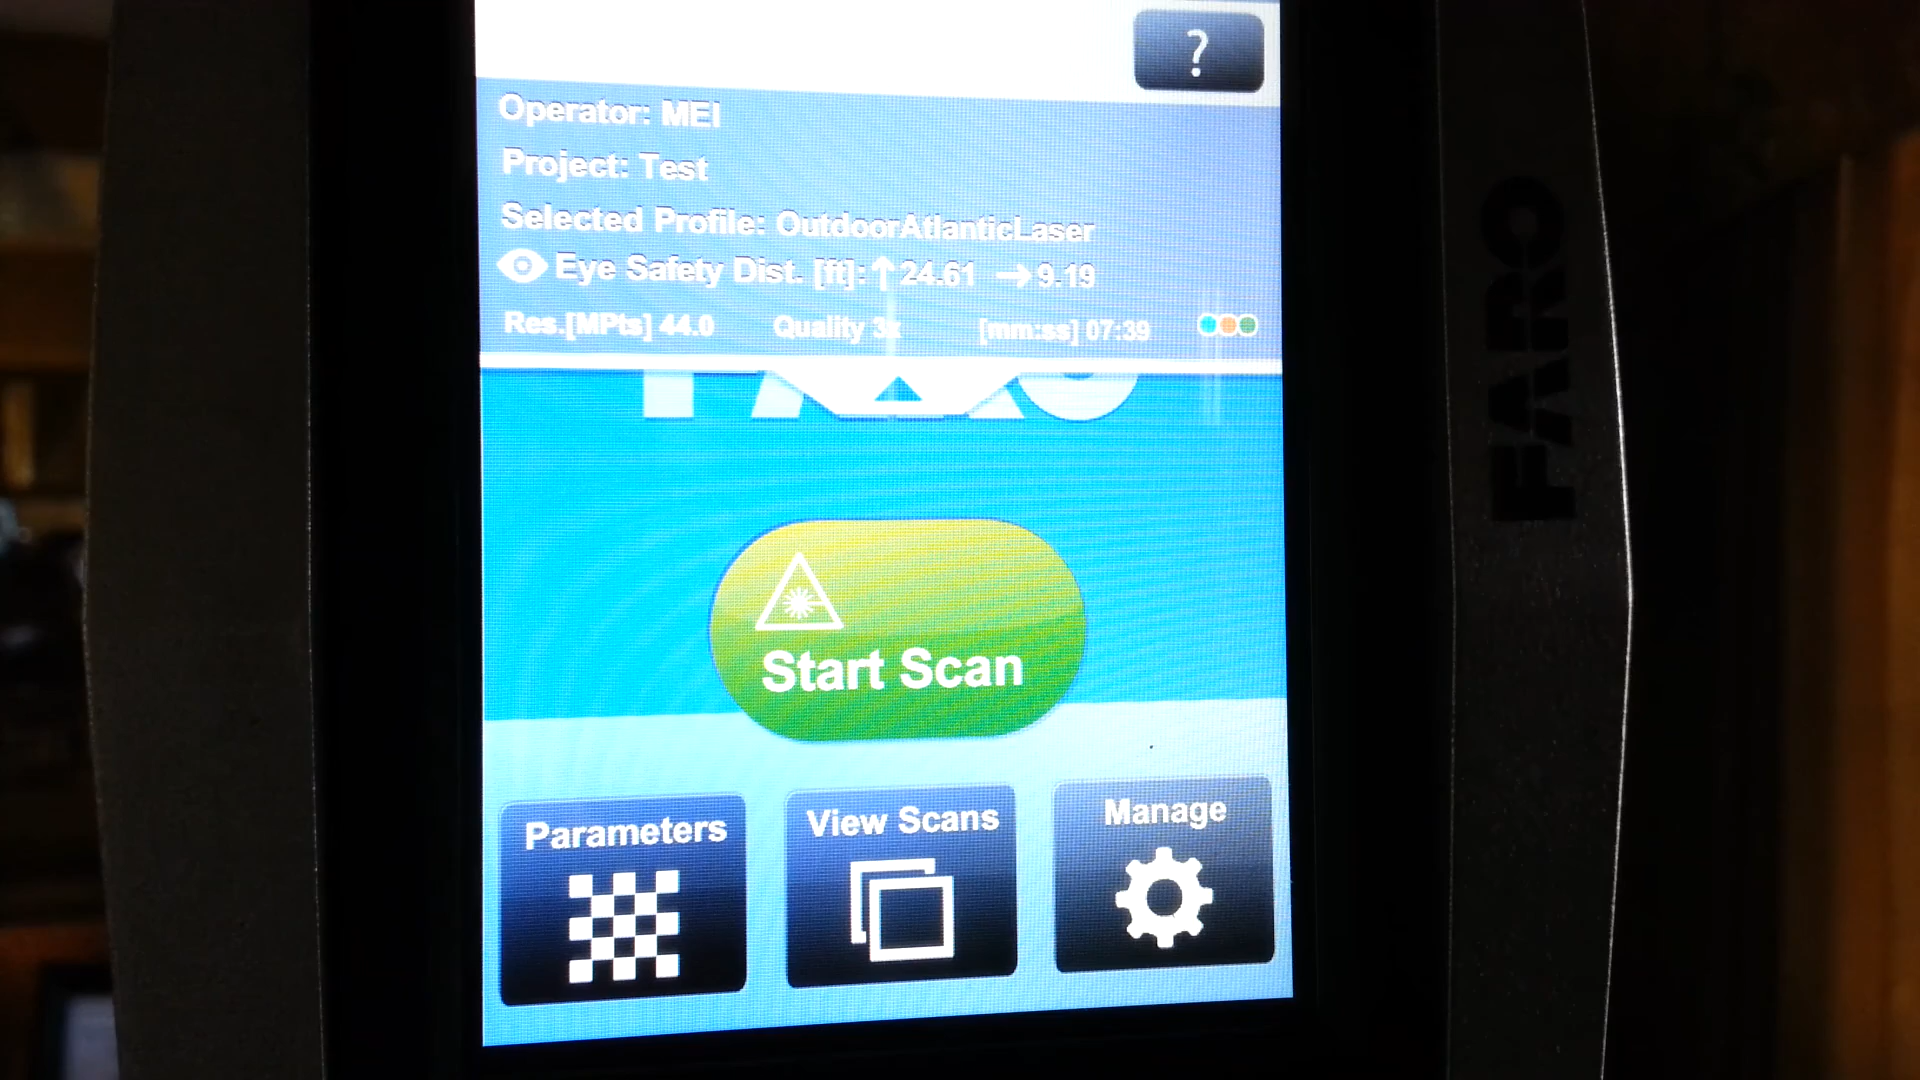 ?
Operator: MEI
Project: Test
Selected Profile: OutdoorAtlanticLaser
Eye Safety Dist. [ft]:↑24.61 →9.19
Res.[MPts] 44.0 Quality 3x [mm:ss] 07:39
FARO
Start Scan
Parameters
View Scans
Manage
FARO